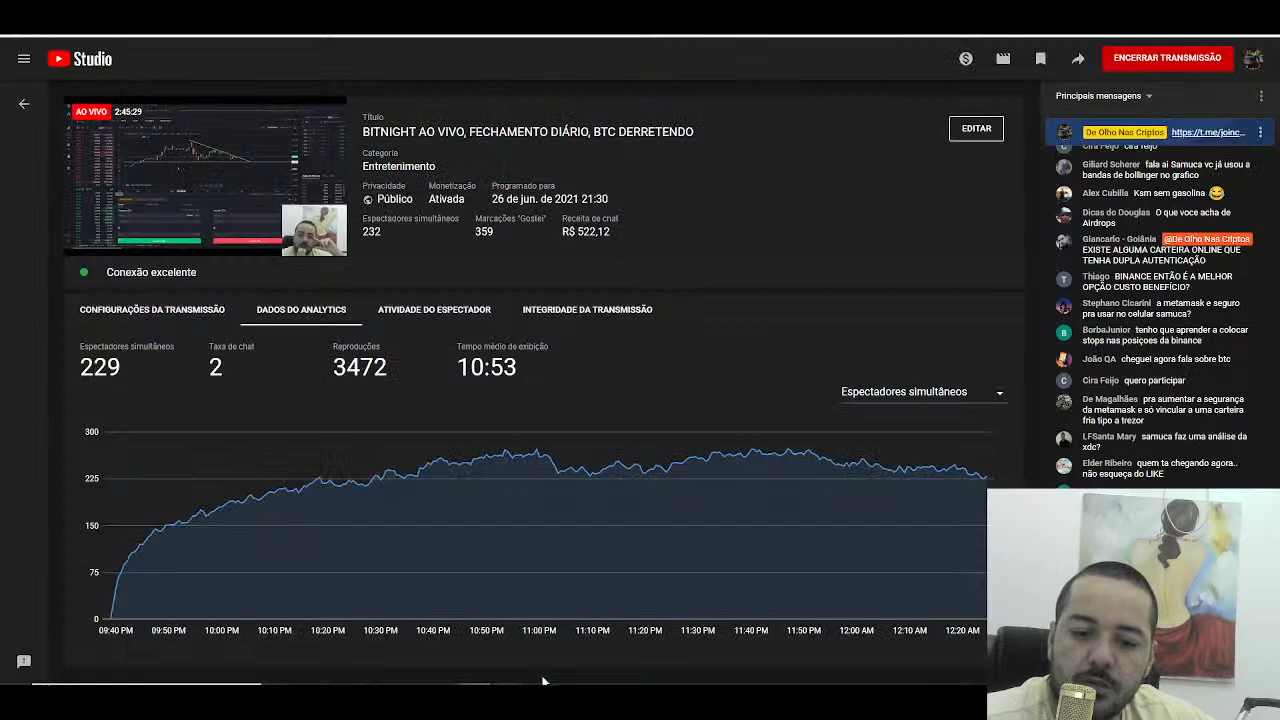 Studio
ENCERRAR TRANSMISSÃO
AO VIVO 2:45:29
Título
BITNIGHT AO VIVO, FECHAMENTO DIÁRIO, BTC DERRETENDO
EDITAR
Categoria
Entretenimento
Privacidade Monetização Programado para
Público Ativada 26 de jun. de 2021 11:30
Espectadores simultâneos Marcações "Gostei" Receita de chat
232 359 R$ 522,12
Conexão excelente
CONFIGURAÇÕES DA TRANSMISSÃO DADOS DO ANALYTICS ATIVIDADE DO ESPECTADOR INTEGRIDADE DA TRANSMISSÃO
Espectadores simultâneos Taxa de chat Reproduções Tempo médio de exibição
229 2 3472 10:53
Espectadores simultâneos
300
225
150
75
0
09:40 PM 09:50 PM 10:00 PM 10:10 PM 10:20 PM 10:30 PM 10:40 PM 10:50 PM 11:00 PM 11:10 PM 11:20 PM 11:30 PM 11:40 PM 11:50 PM 12:00 AM 12:10 AM 12:20 AM
Principais mensagens
De Olho Nas Criptos https://t.me/joinc...
Cira Feijo
Giliard Scherer fala ai Samuca vc já usou a
bandas de bollinger no grafico
Alex Cubilla Ksm sem gasolina 😂
Dicas do Douglas O que voce acha de
Airdrops
Giancarlo - Goiânia @De Olho Nas Criptos
EXISTE ALGUMA CARTEIRA ONLINE QUE
TENHA DUPLA AUTENTICAÇÃO
Thiago BINANCE ENTÃO É A MELHOR
OPÇÃO CUSTO BENEFÍCIO?
Stephano Cicarini a metamask e seguro
pra usar no celular samuca?
BorbaJunior tenho que aprender a colocar
stops nas posiçoes da binance
João QA cheguei agora fala sobre btc
Cira Feijo quero participar
De Magalhães pra aumentar a segurança
da metamask e só vincular a uma carteira
fria tipo a trezor
LFSanta Mary samuca faz uma análise da
xdc?
Elder Ribeiro quem ta chegando agora..
não esqueça do LIKE